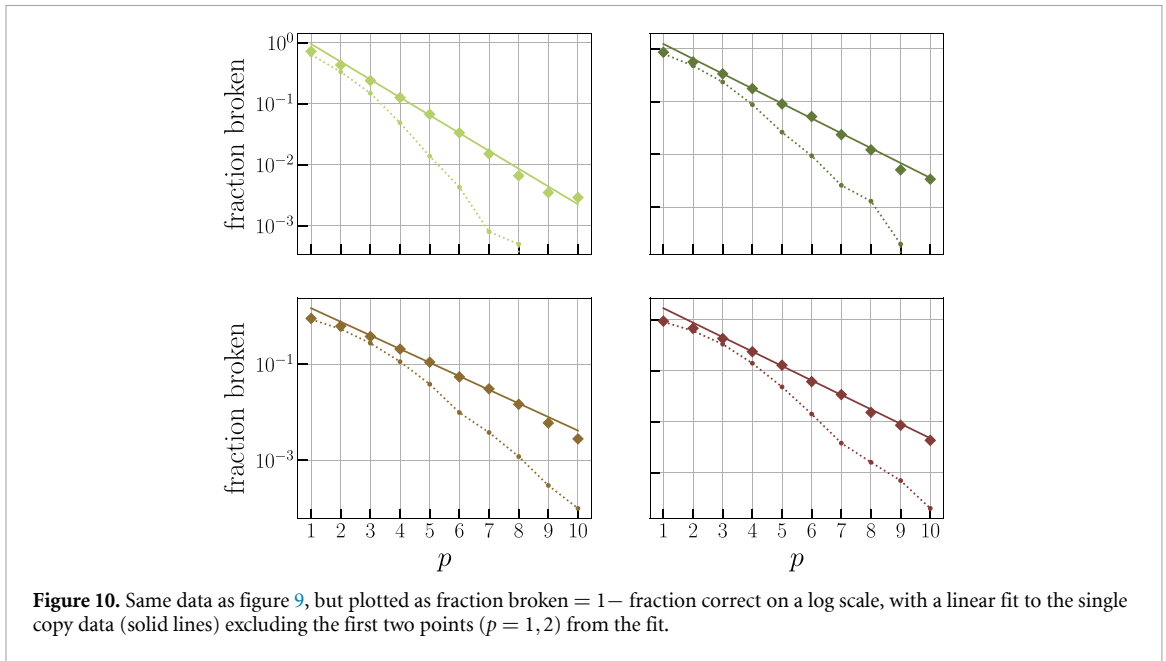 fraction broken
10⁰
10⁻¹
10⁻²
10⁻³
fraction broken
10⁻¹
10⁻³
1 2 3 4 5 6 7 8 9 10
p
1 2 3 4 5 6 7 8 9 10
p
Figure 10. Same data as figure 9, but plotted as fraction broken = 1− fraction correct on a log scale, with a linear fit to the single
copy data (solid lines) excluding the first two points (p = 1, 2) from the fit.